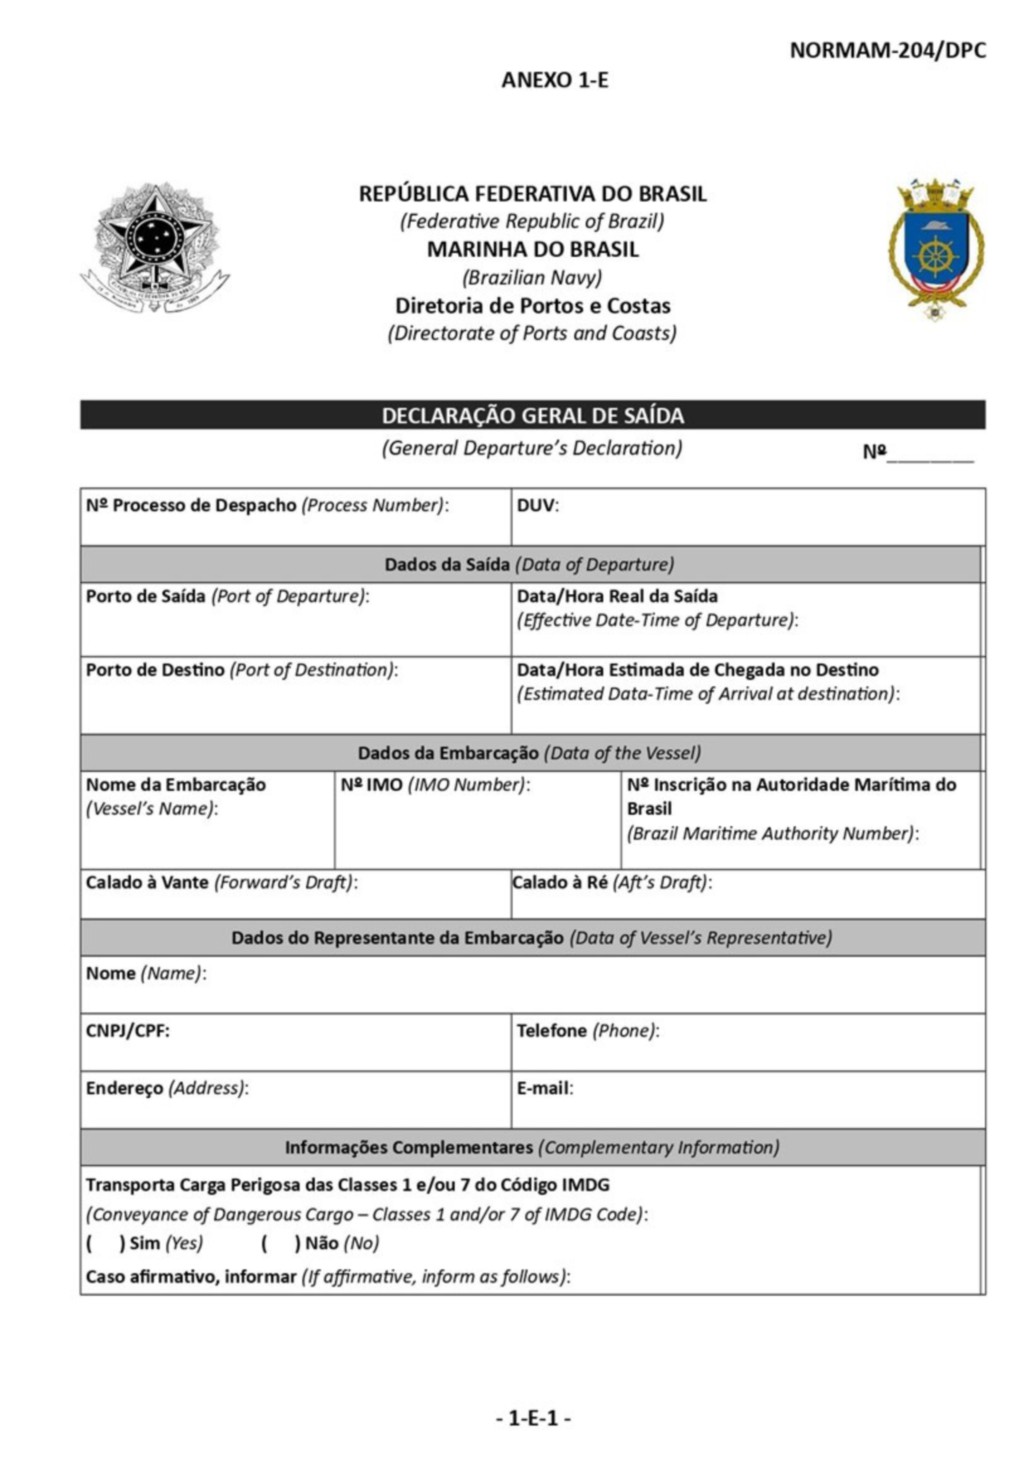 NORMAM-204/DPC
ANEXO 1-E
REPÚBLICA FEDERATIVA DO BRASIL
(Federative Republic of Brazil)
MARINHA DO BRASIL
(Brazilian Navy)
Diretoria de Portos e Costas
(Directorate of Ports and Coasts)
DECLARAÇÃO GERAL DE SAÍDA
(General Departure's Declaration)
Nº________
Nº Processo de Despacho (Process Number):
DUV:
Dados da Saída (Data of Departure)
Porto de Saída (Port of Departure):
Data/Hora Real da Saída
(Effective Date-Time of Departure):
Porto de Destino (Port of Destination):
Data/Hora Estimada de Chegada no Destino
(Estimated Data-Time of Arrival at destination):
Dados da Embarcação (Data of the Vessel)
Nome da Embarcação
(Vessel's Name):
Nº IMO (IMO Number):
Nº Inscrição na Autoridade Marítima do
Brasil
(Brazil Maritime Authority Number):
Calado à Vante (Forward's Draft):
Calado à Ré (Aft's Draft):
Dados do Representante da Embarcação (Data of Vessel's Representative)
Nome (Name):
CNPJ/CPF:
Telefone (Phone):
Endereço (Address):
E-mail:
Informações Complementares (Complementary Information)
Transporta Carga Perigosa das Classes 1 e/ou 7 do Código IMDG
(Conveyance of Dangerous Cargo – Classes 1 and/or 7 of IMDG Code):
( ) Sim (Yes) ( ) Não (No)
Caso afirmativo, informar (If affirmative, inform as follows):
- 1-E-1 -